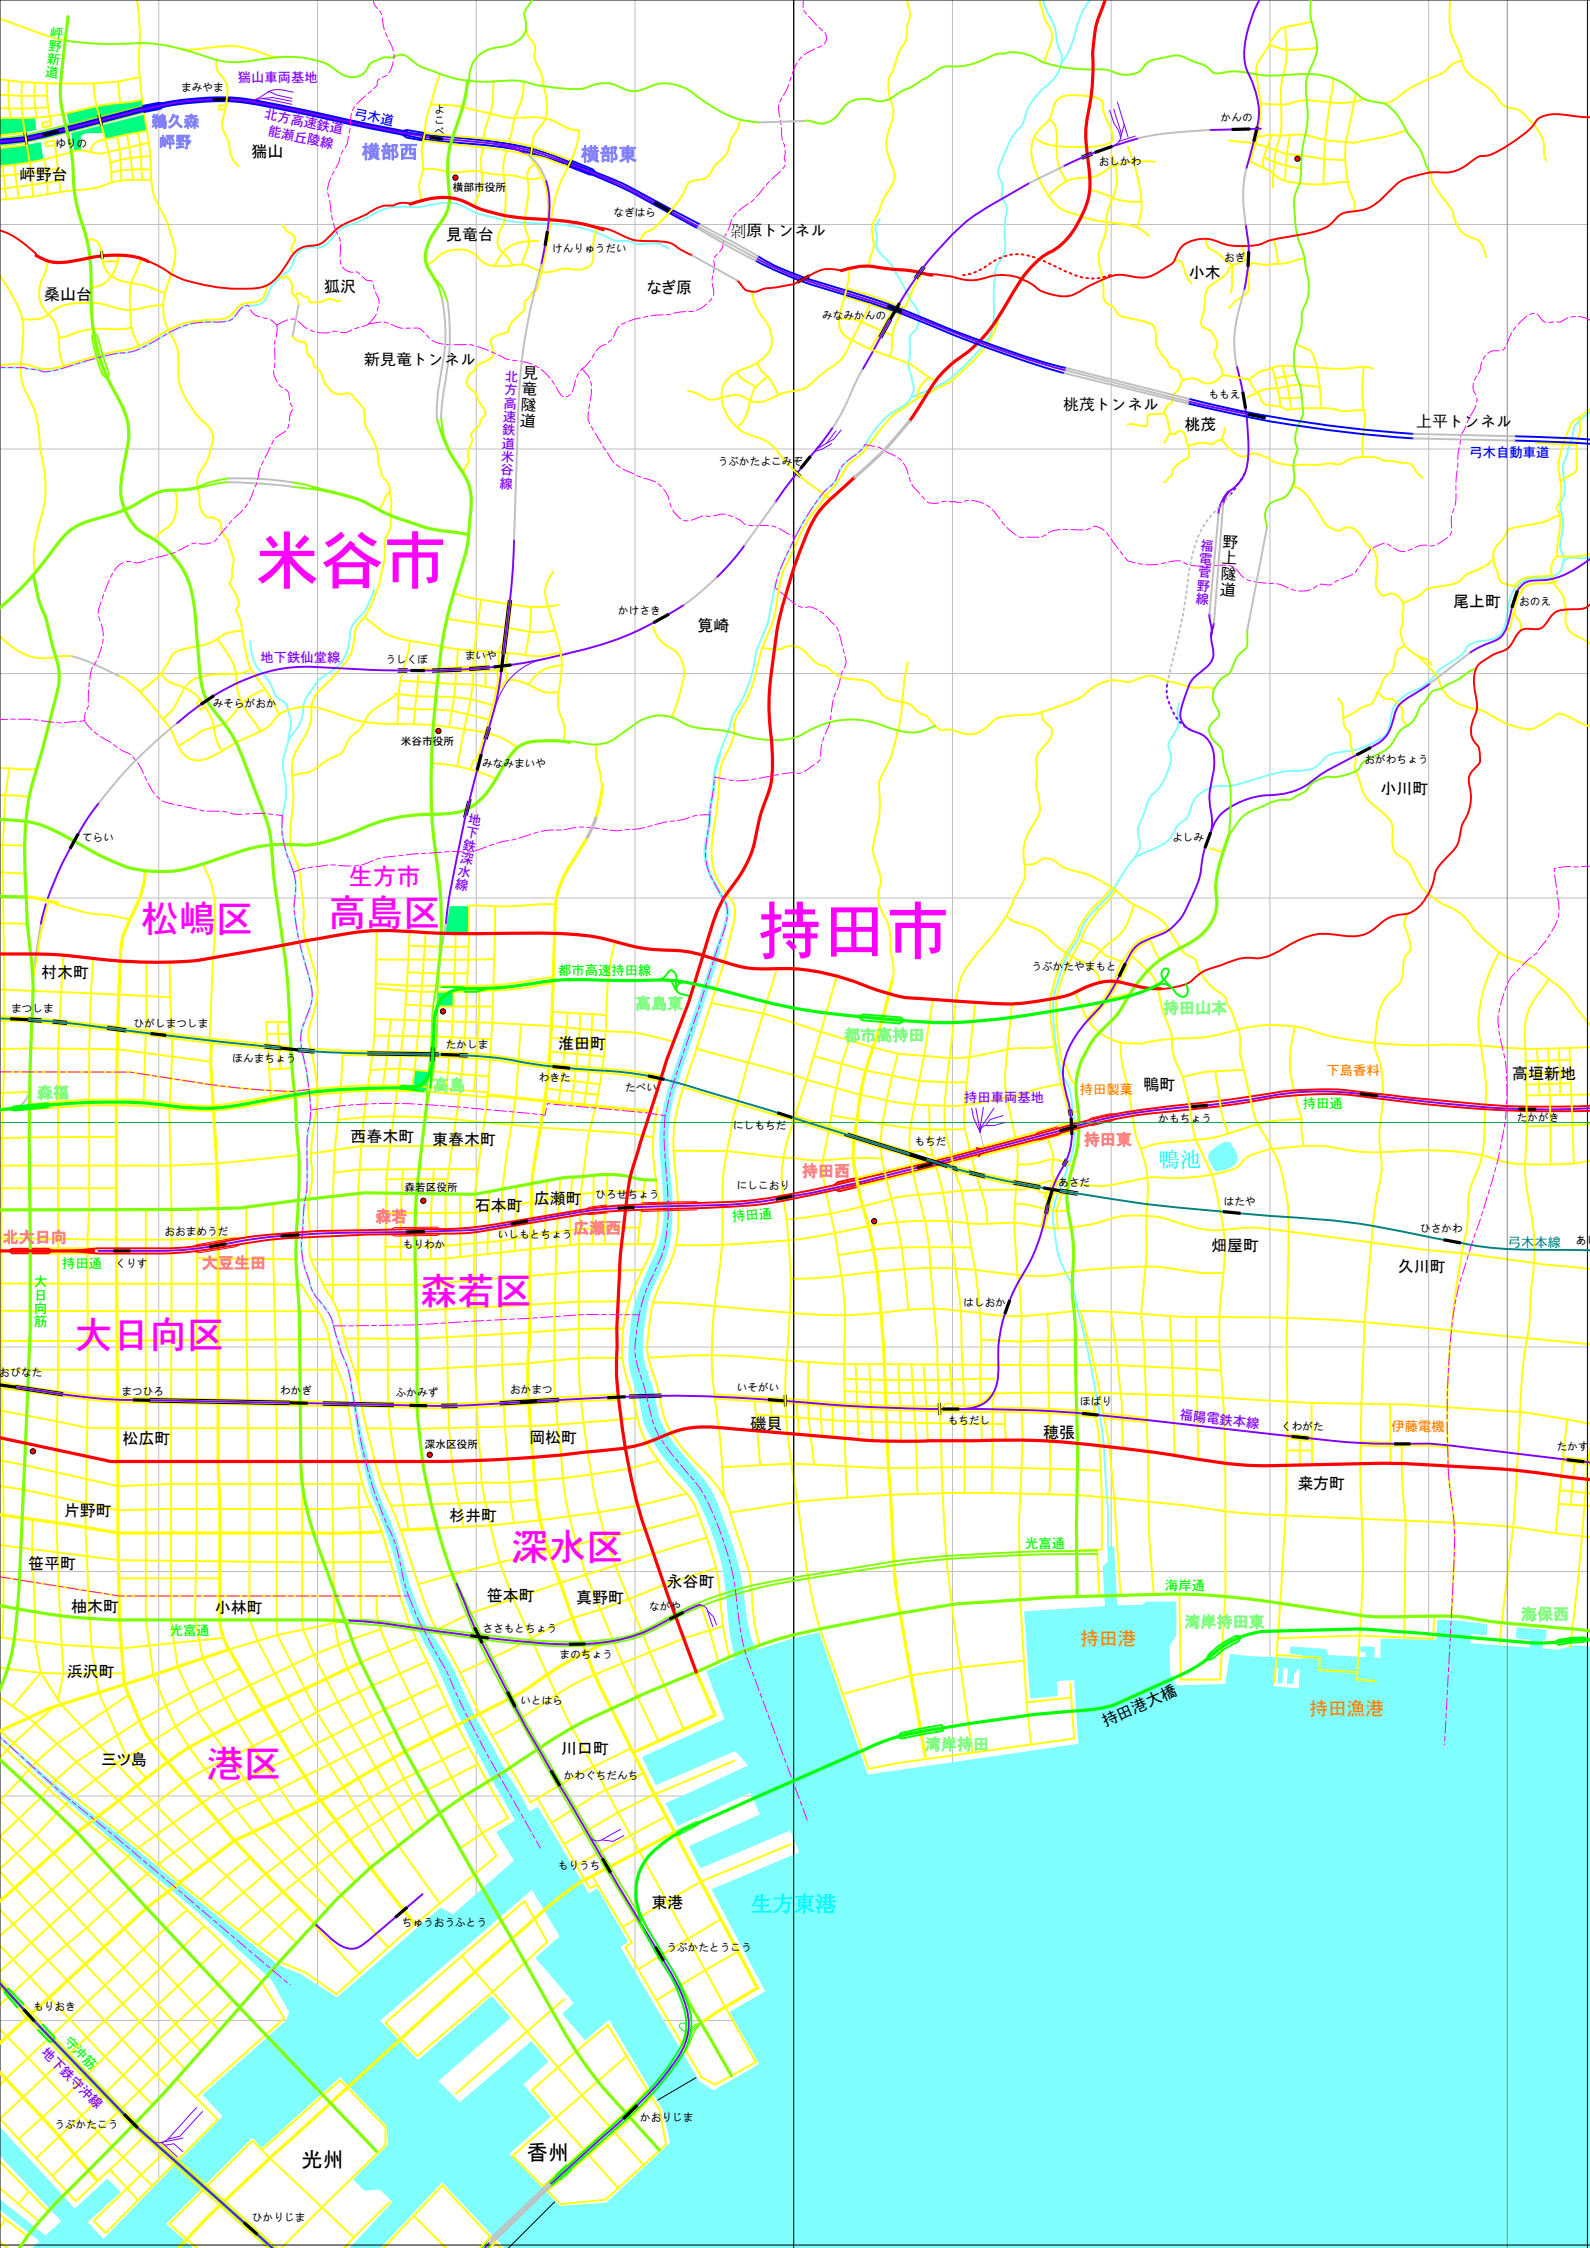 岬野新道
まみやま
猯山車両基地
北方高速鉄道
能瀬丘陵線
弓木道
よこべ
鵜久森
岬野
ゆりの
岬野台
猯山
横部西
横部東
横部市役所
なぎはら
剥原トンネル
見竜台
けんりゅうだい
桑山台
狐沢
なぎ原
新見竜トンネル
北方高速鉄道米谷線
見竜隧道
かんの
おしかわ
おぎ
小木
みなみかんの
桃茂トンネル
ももえ
桃茂
上平トンネル
弓木自動車道
うぶかたよこみぞ
米谷市
福電菅野線
野上隧道
尾上町
おのえ
かけさき
筧崎
地下鉄仙堂線
うしくぼ
まいや
みそらがおか
米谷市役所
みなみまいや
おがわちょう
小川町
てらい
地下鉄深水線
よしみ
生方市
松嶋区
高島区
持田市
村木町
都市高速持田線
高島東
うぶかたやまもと
持田山本
都市高持田
まつしま
ひがしまつしま
ほんまちょう
たかしま
淮田町
わきた
たべい
森福
高島
持田車両基地
持田製菓
鴨町
下島香料
高垣新地
かもちょう
持田通
たかがき
西春木町
東春木町
にしもちだ
もちだ
持田東
鴨池
森若区役所
石本町
広瀬町
ひろせちょう
にしこおり
持田西
あさだ
はたや
北大日向
おおまめうだ
森若
いしもとちょう
広瀬西
持田通
畑屋町
ひさかわ
弓木本線
持田通
くりす
大豆生田
もりわか
久川町
大日向筋
森若区
はしおか
大日向区
おびなた
まつひろ
わかぎ
ふかみず
おかまつ
いそがい
もちだし
ほばり
福陽電鉄本線
くわがた
伊藤電機
たかす
松広町
深水区役所
岡松町
磯貝
穂張
桒方町
片野町
杉井町
深水区
笹平町
光富通
柚木町
小林町
笹本町
真野町
永谷町
海岸通
光富通
ささもとちょう
ながや
まのちょう
持田港
湾岸持田東
海保西
浜沢町
いとはら
持田港大橋
持田漁港
三ツ島
港区
川口町
かわぐちだんち
湾岸持田
もりうち
東港
生方東港
ちゅうおうふとう
うぶかたとうこう
もりおき
守沖筋
地下鉄守沖線
うぶかたこう
かおりじま
光州
香州
ひかりじま